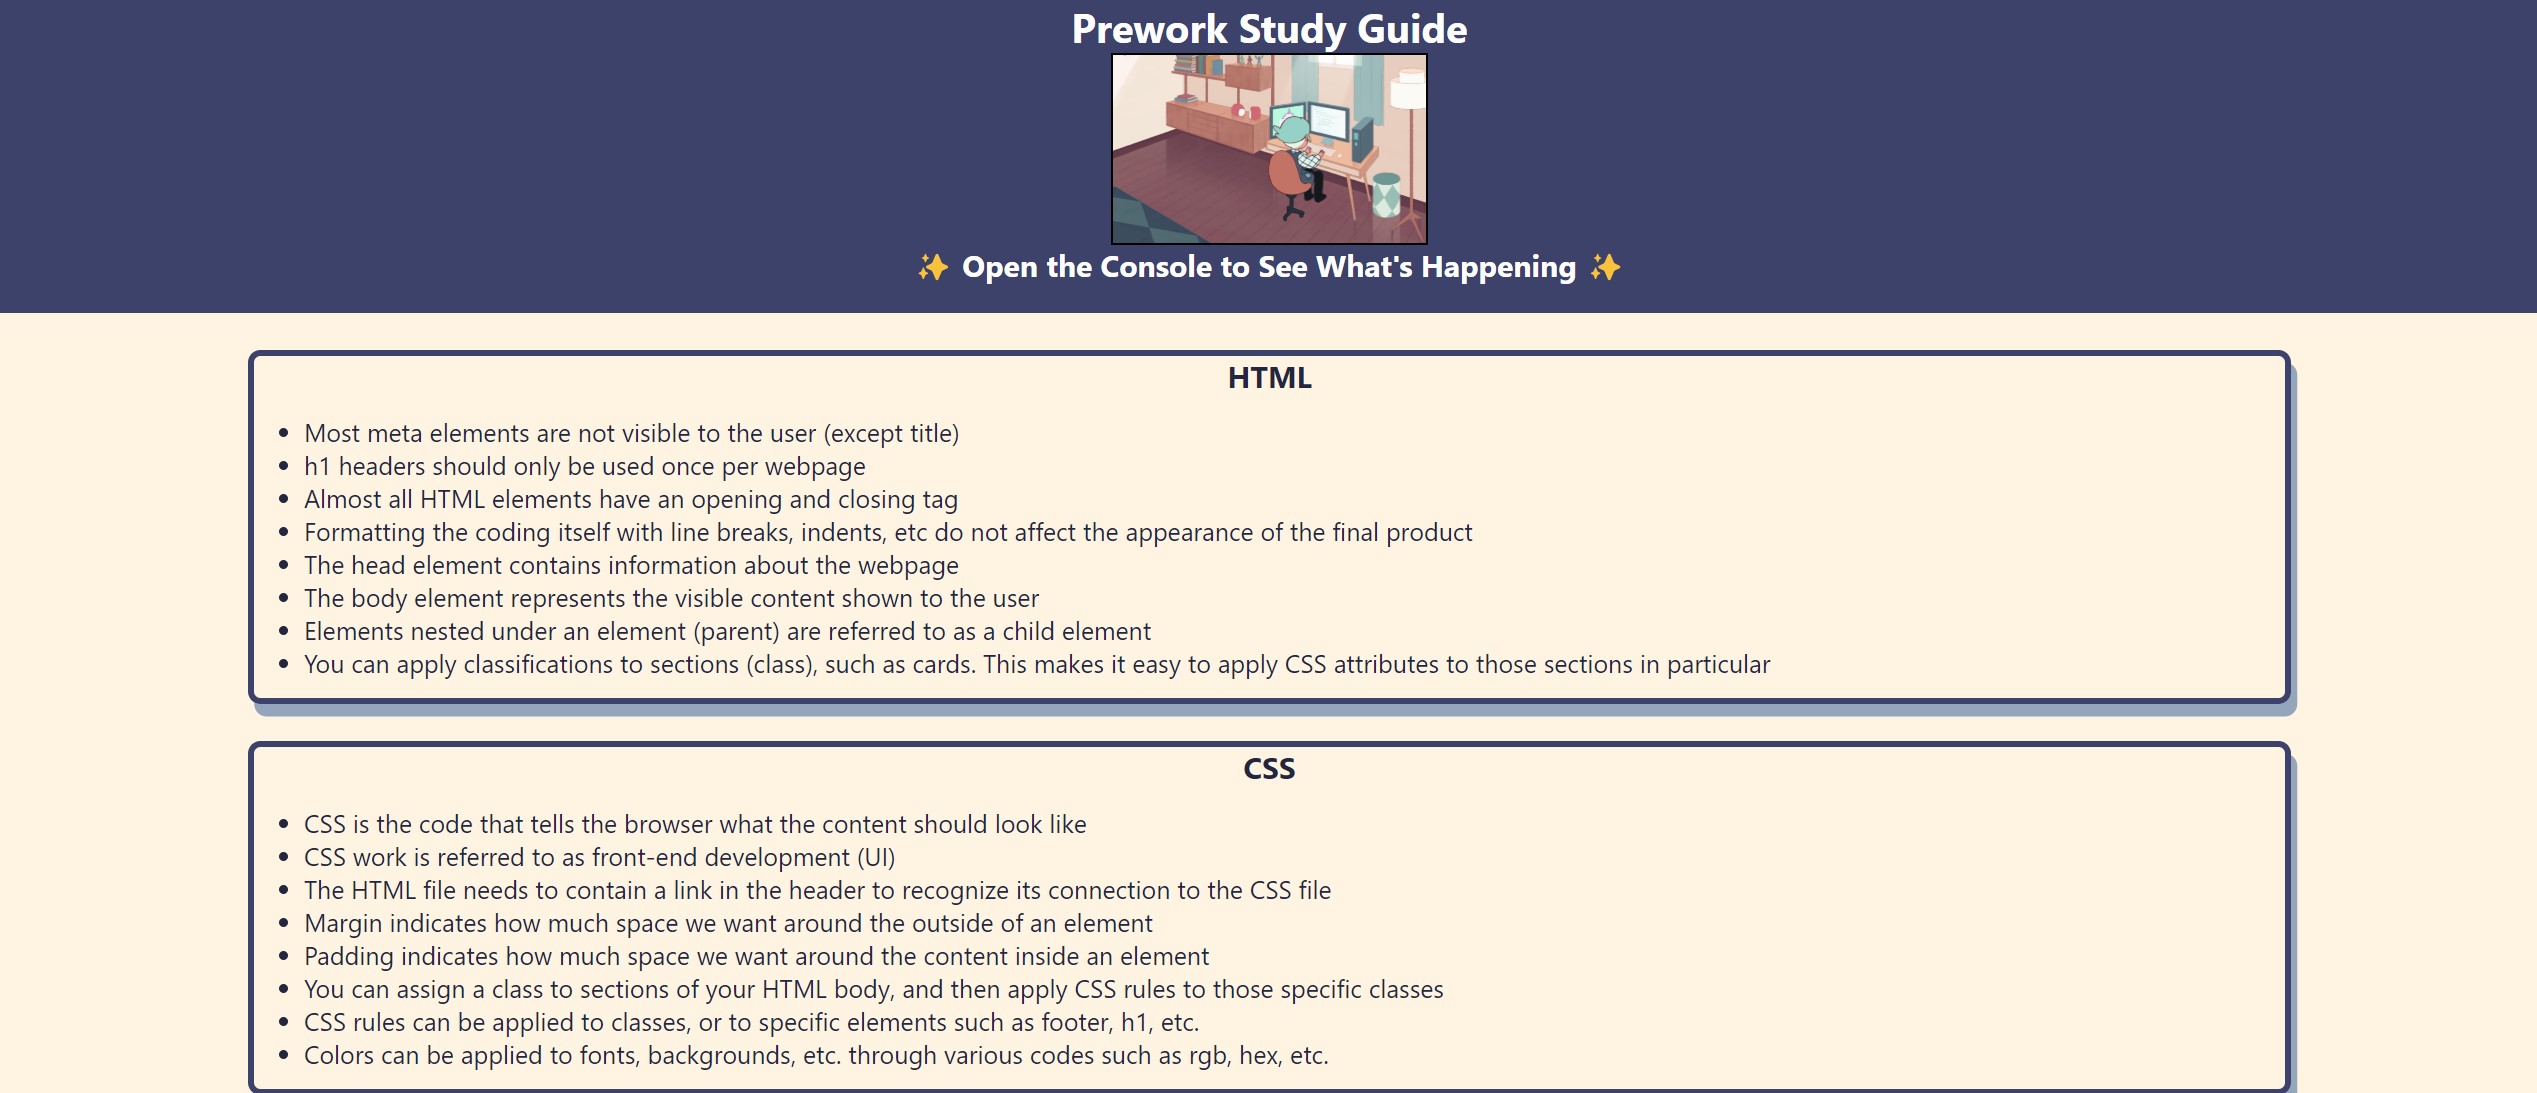 Prework Study Guide
✨ Open the Console to See What's Happening ✨
HTML
• Most meta elements are not visible to the user (except title)
• h1 headers should only be used once per webpage
• Almost all HTML elements have an opening and closing tag
• Formatting the coding itself with line breaks, indents, etc do not affect the appearance of the final product
• The head element contains information about the webpage
• The body element represents the visible content shown to the user
• Elements nested under an element (parent) are referred to as a child element
• You can apply classifications to sections (class), such as cards. This makes it easy to apply CSS attributes to those sections in particular
CSS
• CSS is the code that tells the browser what the content should look like
• CSS work is referred to as front-end development (UI)
• The HTML file needs to contain a link in the header to recognize its connection to the CSS file
• Margin indicates how much space we want around the outside of an element
• Padding indicates how much space we want around the content inside an element
• You can assign a class to sections of your HTML body, and then apply CSS rules to those specific classes
• CSS rules can be applied to classes, or to specific elements such as footer, h1, etc.
• Colors can be applied to fonts, backgrounds, etc. through various codes such as rgb, hex, etc.